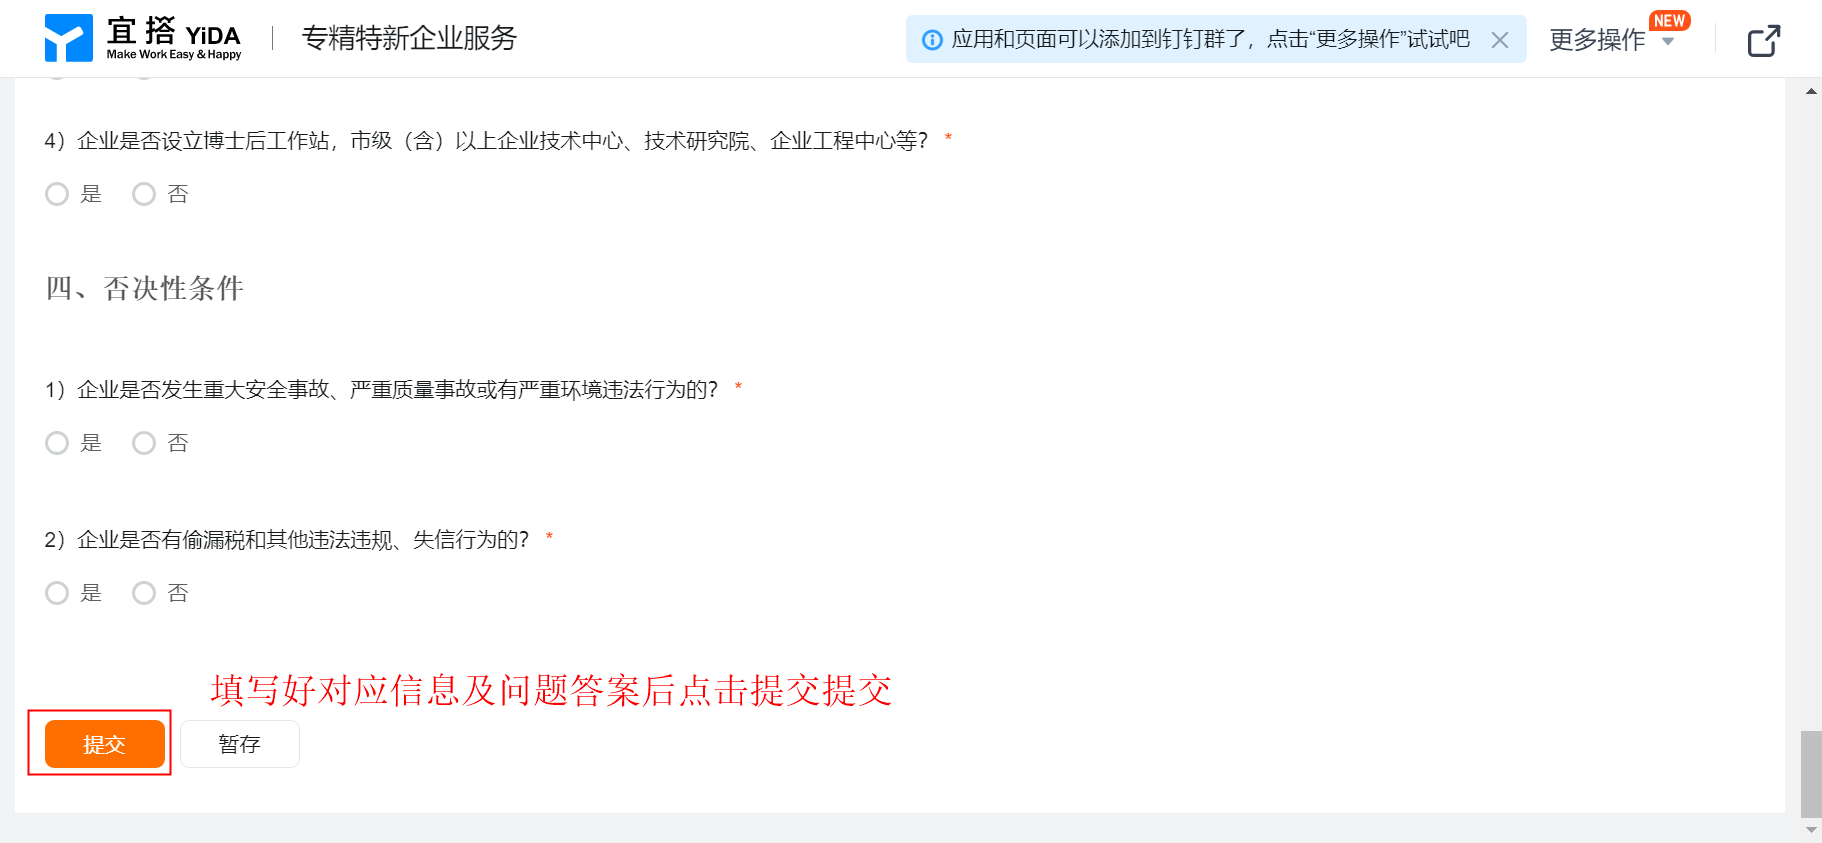 宜搭 YiDA
Make Work Easy & Happy
专精特新企业服务
应用和页面可以添加到钉钉群了，点击“更多操作”试试吧
更多操作
NEW
4）企业是否设立博士后工作站，市级（含）以上企业技术中心、技术研究院、企业工程中心等？ *
是 否
四、否决性条件
1）企业是否发生重大安全事故、严重质量事故或有严重环境违法行为的？ *
是 否
2）企业是否有偷漏税和其他违法违规、失信行为的？ *
是 否
填写好对应信息及问题答案后点击提交提交
提交 暂存